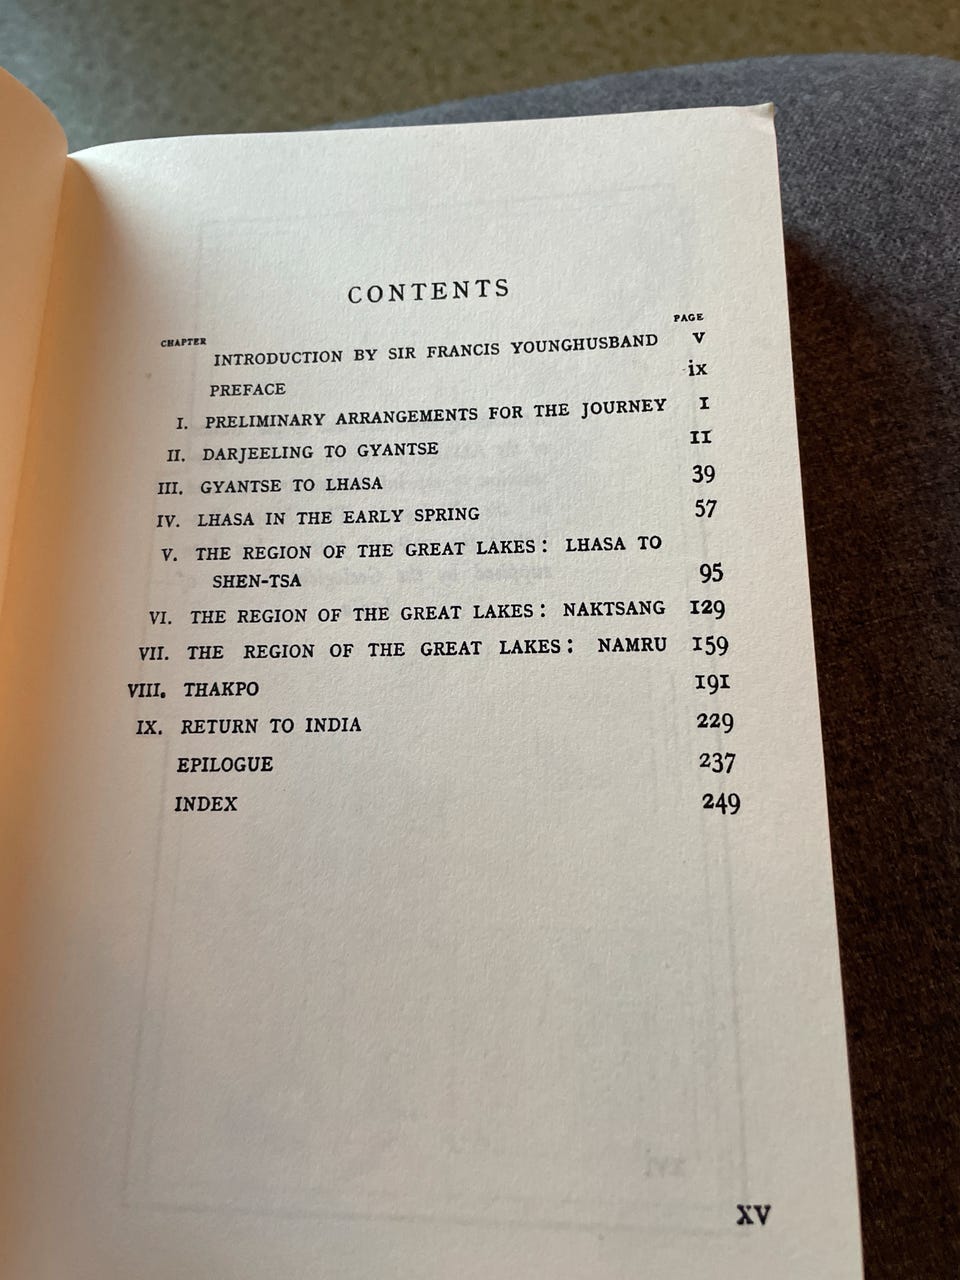 CONTENTS
CHAPTER PAGE
INTRODUCTION BY SIR FRANCIS YOUNGHUSBAND V
PREFACE ix
I. PRELIMINARY ARRANGEMENTS FOR THE JOURNEY I
II. DARJEELING TO GYANTSE II
III. GYANTSE TO LHASA 39
IV. LHASA IN THE EARLY SPRING 57
V. THE REGION OF THE GREAT LAKES: LHASA TO
SHEN-TSA 95
VI. THE REGION OF THE GREAT LAKES: NAKTSANG 129
VII. THE REGION OF THE GREAT LAKES: NAMRU 159
VIII. THAKPO 191
IX. RETURN TO INDIA 229
EPILOGUE 237
INDEX 249
XV